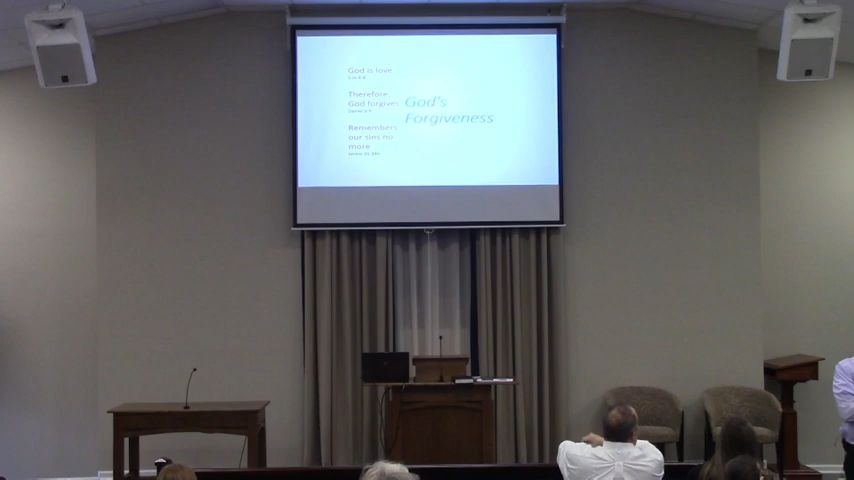 God is love
Therefore,
God forgives
Remembers
our sins no
more
God's
Forgiveness